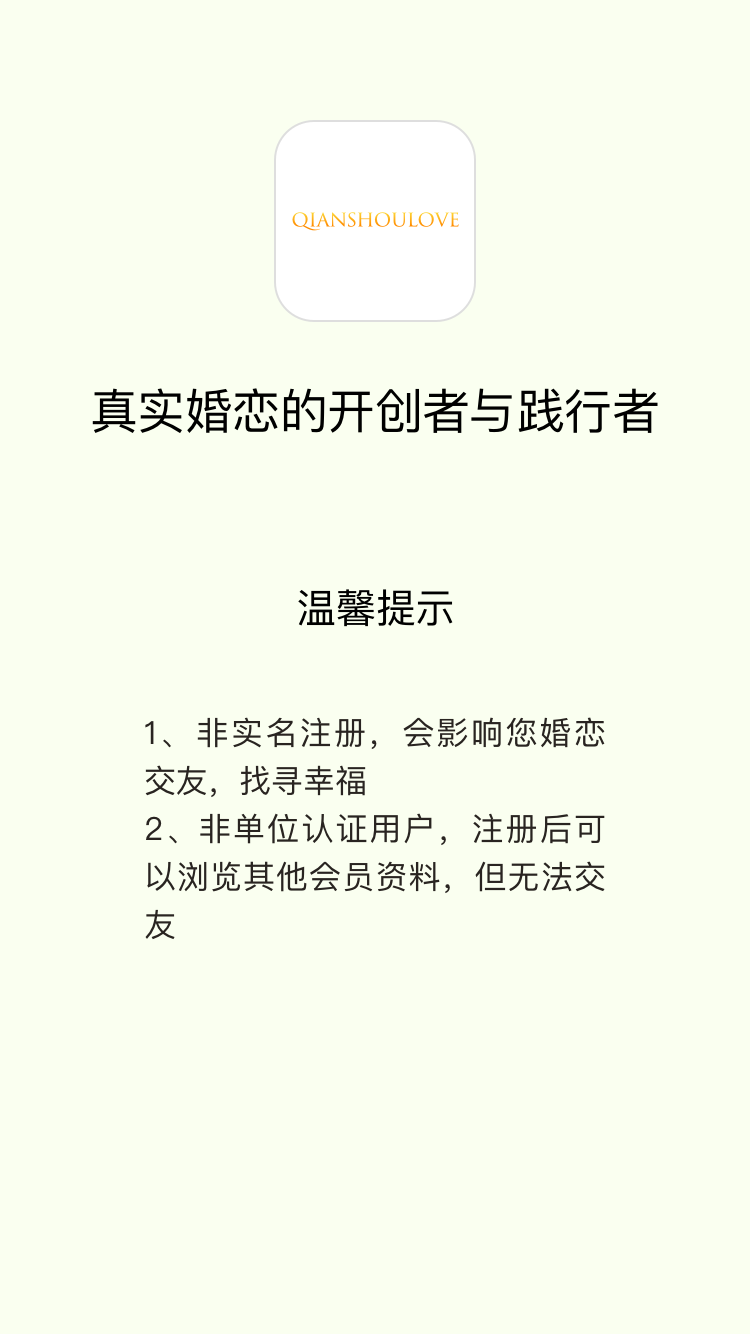 QIANSHOULOVE
真实婚恋的开创者与践行者
温馨提示
1、非实名注册，会影响您婚恋
交友，找寻幸福
2、非单位认证用户，注册后可
以浏览其他会员资料，但无法交
友